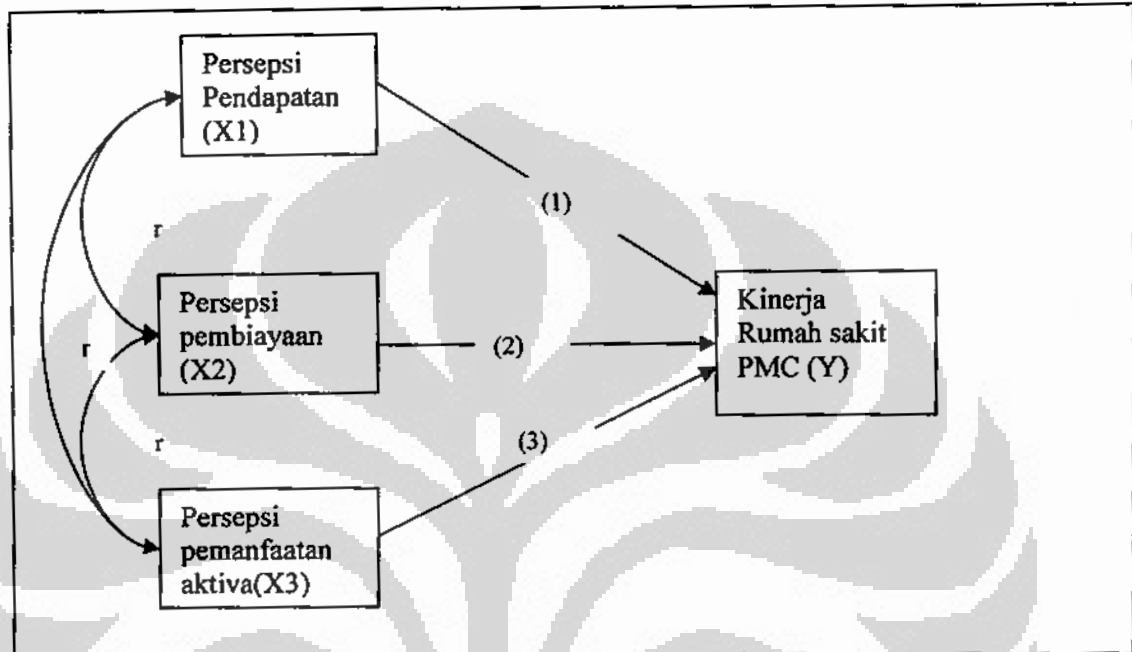 Persepsi
Pendapatan
(X1)
(1)
r
Persepsi
pembiayaan
(X2)
(2)
Kinerja
Rumah sakit
PMC (Y)
r
r
(3)
Persepsi
pemanfaatan
aktiva(X3)